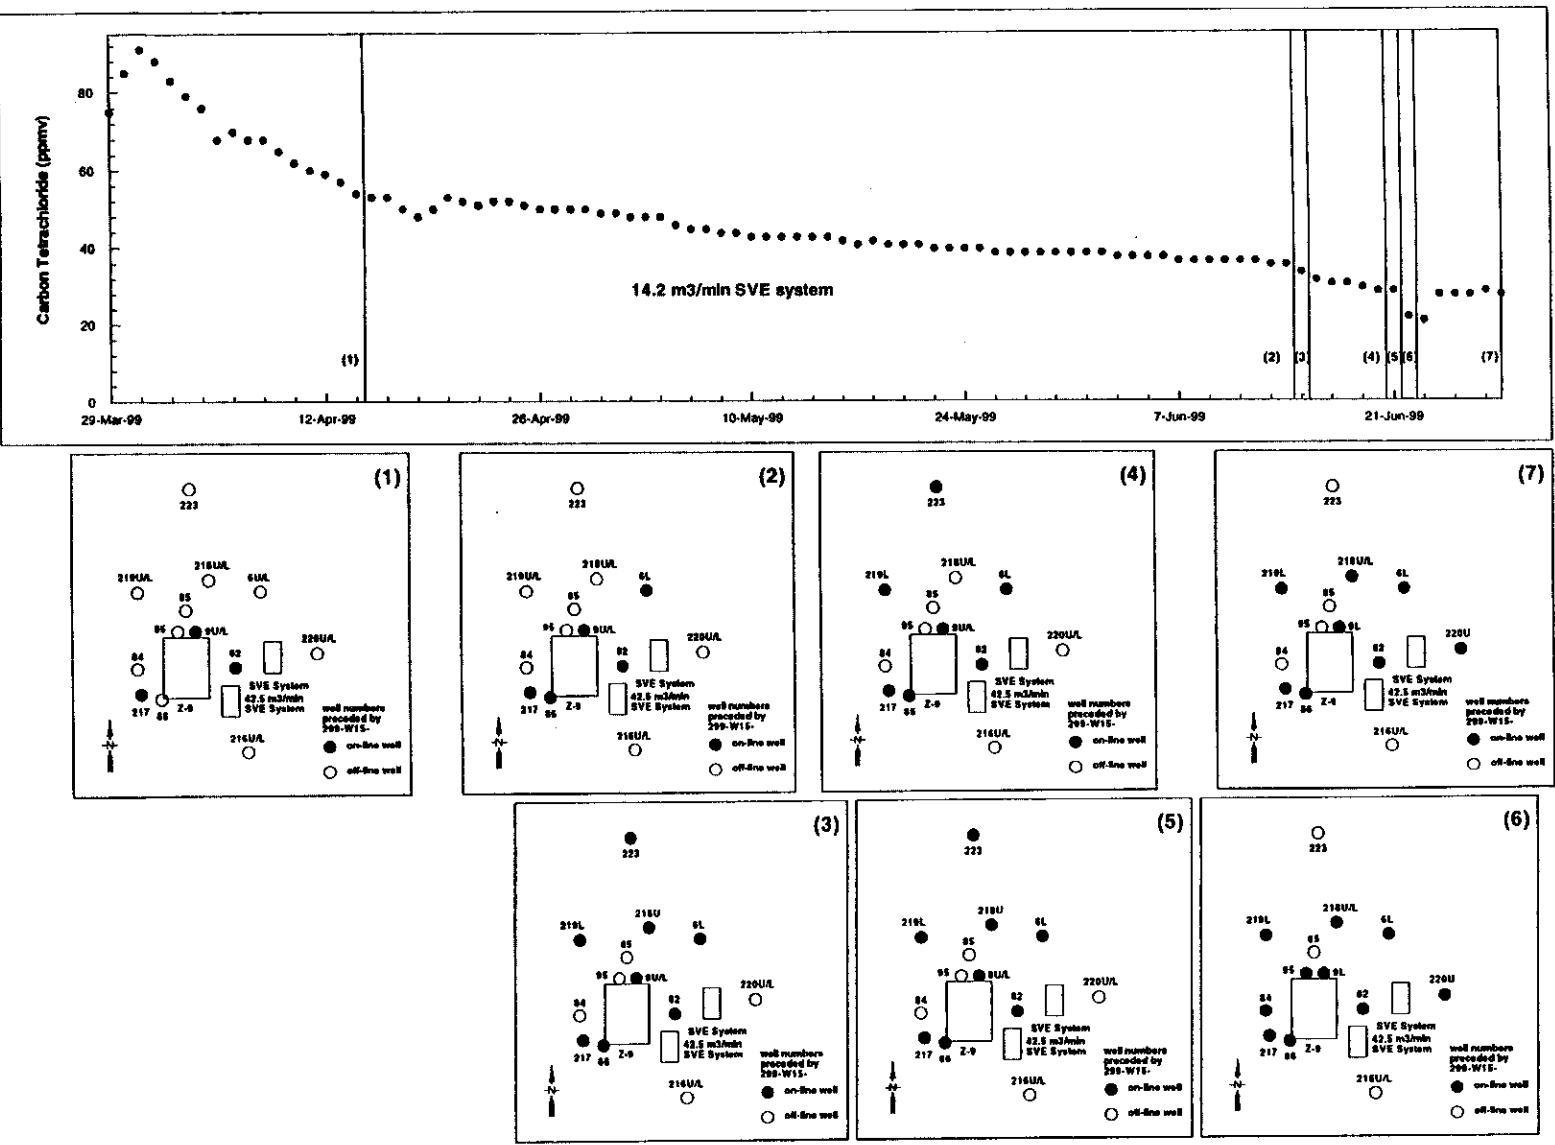 Carbon Tetrachloride (ppmv)
80
60
40
20
0
14.2 m3/min SVE system
(1)
(2)
(3)
(4)
(5)
(6)
(7)
29-Mar-99
12-Apr-99
26-Apr-99
10-May-99
24-May-99
7-Jun-99
21-Jun-99
(1)
223
219U/L
218U/L
6U/L
85
95
9U/L
84
82
220U/L
SVE System
42.5 m3/min
SVE System
217
86
Z-9
216U/L
N
well numbers
preceded by
299-W15-
on-line well
off-line well
(2)
223
219U/L
218U/L
6L
85
95
9U/L
84
82
220U/L
SVE System
42.5 m3/min
SVE System
217
86
Z-9
216U/L
N
well numbers
preceded by
299-W15-
on-line well
off-line well
(4)
223
219L
218U/L
6L
85
95
9U/L
84
82
220U/L
SVE System
42.5 m3/min
SVE System
217
86
Z-9
216U/L
N
well numbers
preceded by
299-W15-
on-line well
off-line well
(7)
223
219L
218U/L
6L
85
95
9L
84
82
220U
SVE System
42.5 m3/min
SVE System
217
86
Z-9
216U/L
N
well numbers
preceded by
299-W15-
on-line well
off-line well
(3)
223
219L
218U
6L
85
95
9U/L
84
82
220U/L
SVE System
42.5 m3/min
SVE System
217
86
Z-9
216U/L
N
well numbers
preceded by
299-W15-
on-line well
off-line well
(5)
223
219L
218U
6L
85
95
9U/L
84
82
220U/L
SVE System
42.5 m3/min
SVE System
217
86
Z-9
216U/L
N
well numbers
preceded by
299-W15-
on-line well
off-line well
(6)
223
219L
218U/L
6L
85
95
9L
84
82
220U
SVE System
42.5 m3/min
SVE System
217
86
Z-9
216U/L
N
well numbers
preceded by
299-W15-
on-line well
off-line well